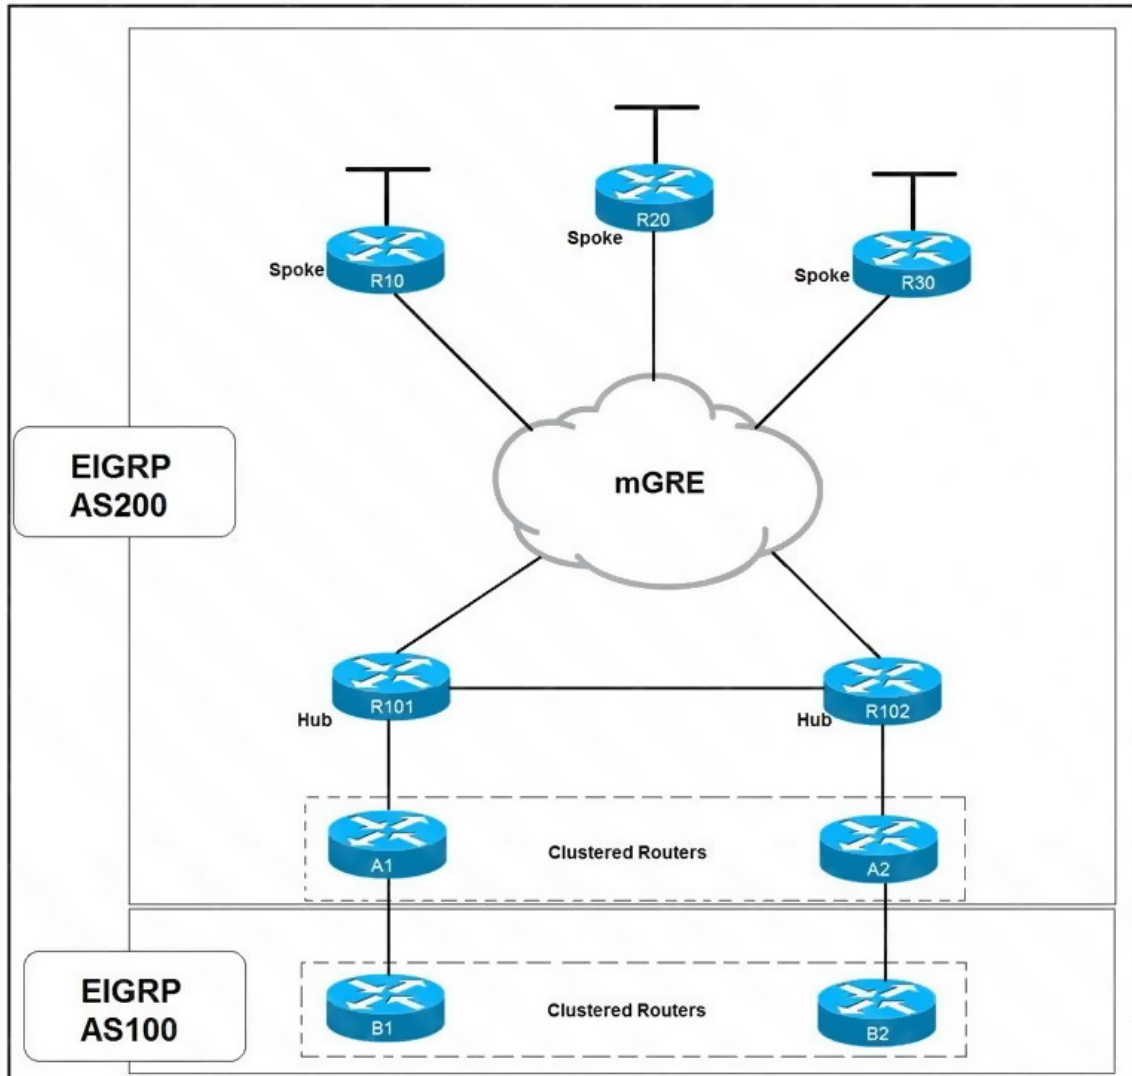 R20
Spoke
R10
Spoke
R30
Spoke
mGRE
EIGRP
AS200
R101
Hub
R102
Hub
A1
Clustered Routers
A2
EIGRP
AS100
B1
Clustered Routers
B2